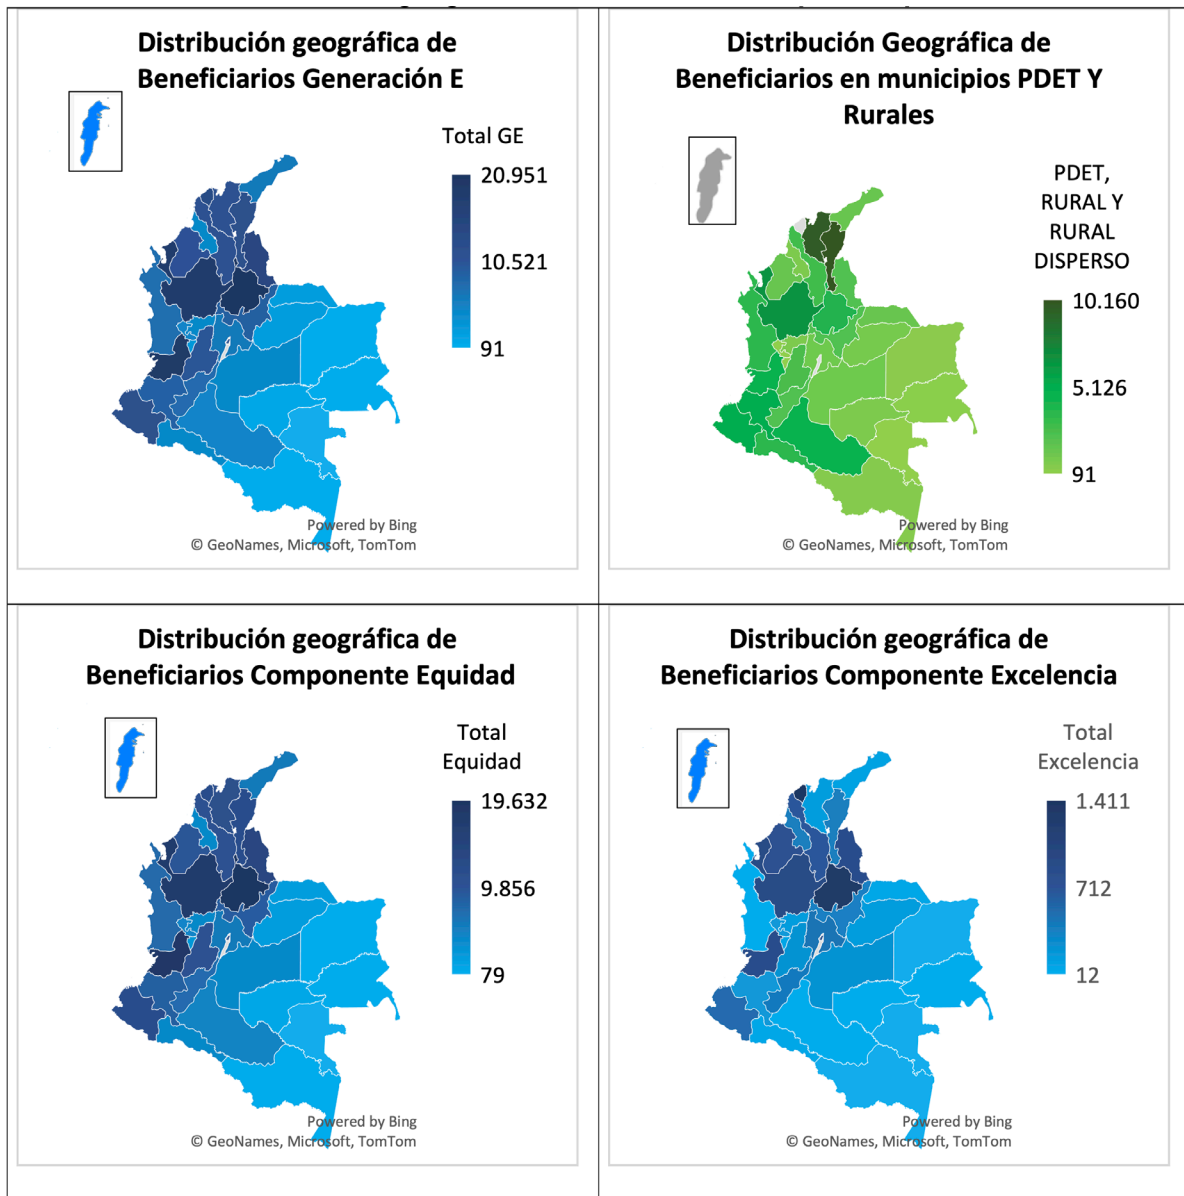 Distribución geográfica de
Beneficiarios Generación E
Total GE
20.951
10.521
91
Powered by Bing
© GeoNames, Microsoft, TomTom
Distribución Geográfica de
Beneficiarios en municipios PDET Y
Rurales
PDET,
RURAL Y
RURAL
DISPERSO
10.160
5.126
91
Powered by Bing
© GeoNames, Microsoft, TomTom
Distribución geográfica de
Beneficiarios Componente Equidad
Total
Equidad
19.632
9.856
79
Powered by Bing
© GeoNames, Microsoft, TomTom
Distribución geográfica de
Beneficiarios Componente Excelencia
Total
Excelencia
1.411
712
12
Powered by Bing
© GeoNames, Microsoft, TomTom